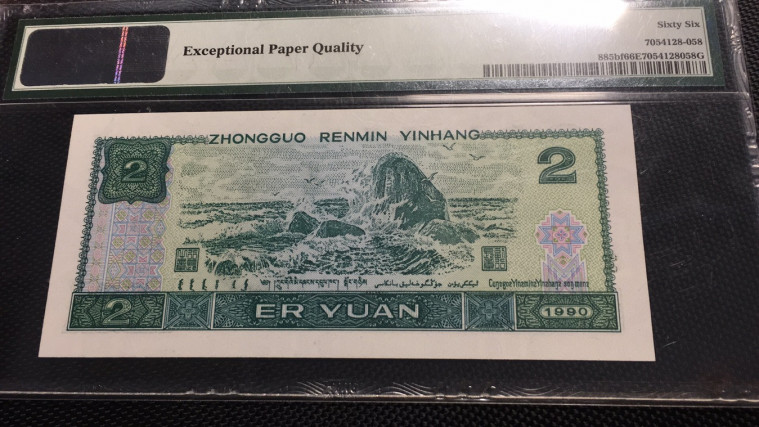 Sixty Six
Exceptional Paper Quality
7054128-058
885bf66E7054128058G
ZHONGGUO RENMIN YINHANG
2
2
2
ER YUAN
1990